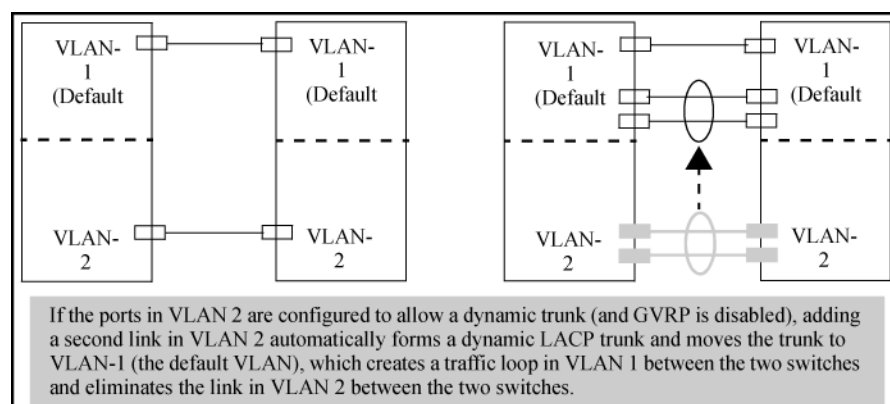 VLAN-
1
(Default
VLAN-
1
(Default
VLAN-
2
VLAN-
2
VLAN-
1
(Default
VLAN-
1
(Default
VLAN-
2
VLAN-
2
If the ports in VLAN 2 are configured to allow a dynamic trunk (and GVRP is disabled), adding
a second link in VLAN 2 automatically forms a dynamic LACP trunk and moves the trunk to
VLAN-1 (the default VLAN), which creates a traffic loop in VLAN 1 between the two switches
and eliminates the link in VLAN 2 between the two switches.